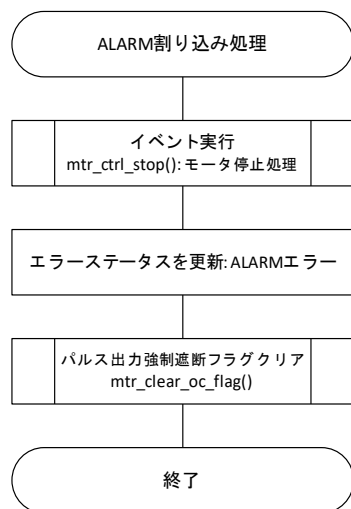 ALARM割り込み処理
イベント実行
mtr_ctrl_stop(): モータ停止処理
エラーステータスを更新: ALARMエラー
パルス出力強制遮断フラグクリア
mtr_clear_oc_flag()
終了